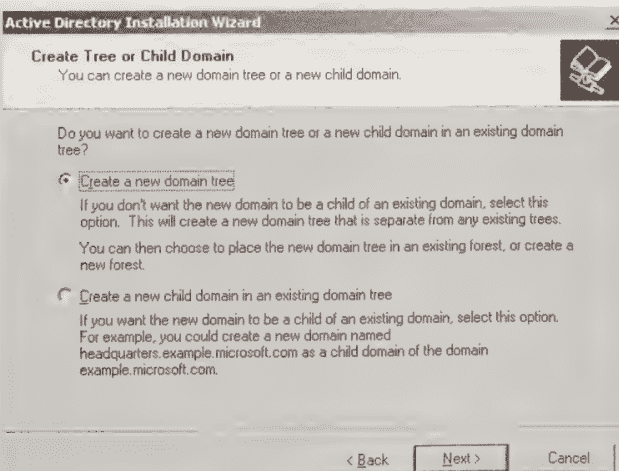 Active Directory Installation Wizard
Create Tree or Child Domain
You can create a new domain tree or a new child domain.
Do you want to create a new domain tree or a new child domain in an existing domain
tree?
Create a new domain tree
If you don't want the new domain to be a child of an existing domain, select this
option. This will create a new domain tree that is separate from any existing trees.
You can then choose to place the new domain tree in an existing forest, or create a
new forest.
Create a new child domain in an existing domain tree
If you want the new domain to be a child of an existing domain, select this option.
For example, you could create a new domain named
headquarters.example.microsoft.com as a child domain of the domain
example.microsoft.com.
< Back Next > Cancel